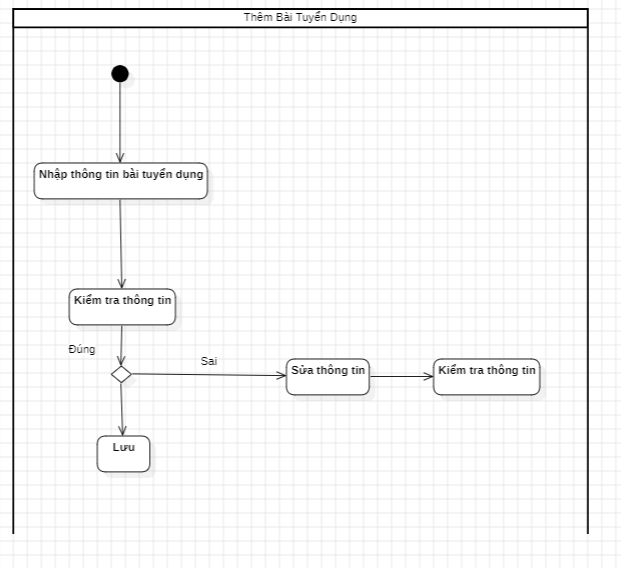 Thêm Bài Tuyển Dụng
Nhập thông tin bài tuyển dụng
Kiểm tra thông tin
Đúng
Sai
Sửa thông tin
Kiểm tra thông tin
Lưu